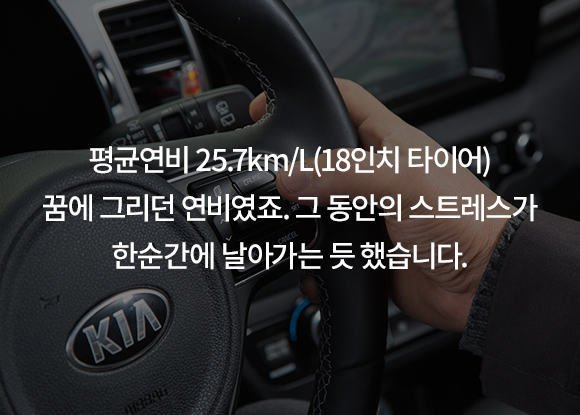 평균연비 25.7km/L(18인치 타이어)
꿈에 그리던 연비였죠. 그 동안의 스트레스가
한순간에 날아가는 듯 했습니다.
KIA